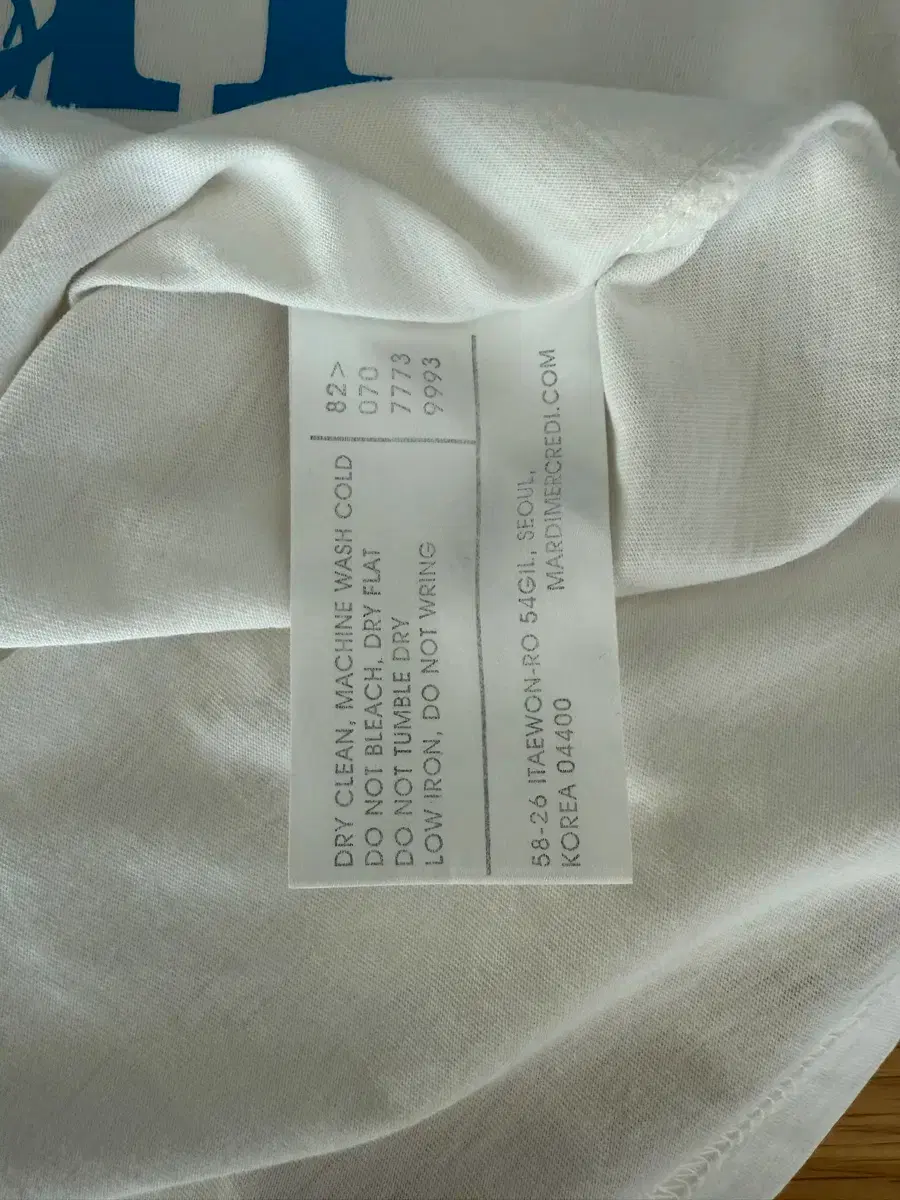 82>
070
7773
9993
DRY CLEAN, MACHINE WASH COLD
DO NOT BLEACH, DRY FLAT
DO NOT TUMBLE DRY
LOW IRON, DO NOT WRING
58-26 ITAEWON-RO 54GIL, SEOUL,
KOREA 04400
MARDIMERCREDI.COM